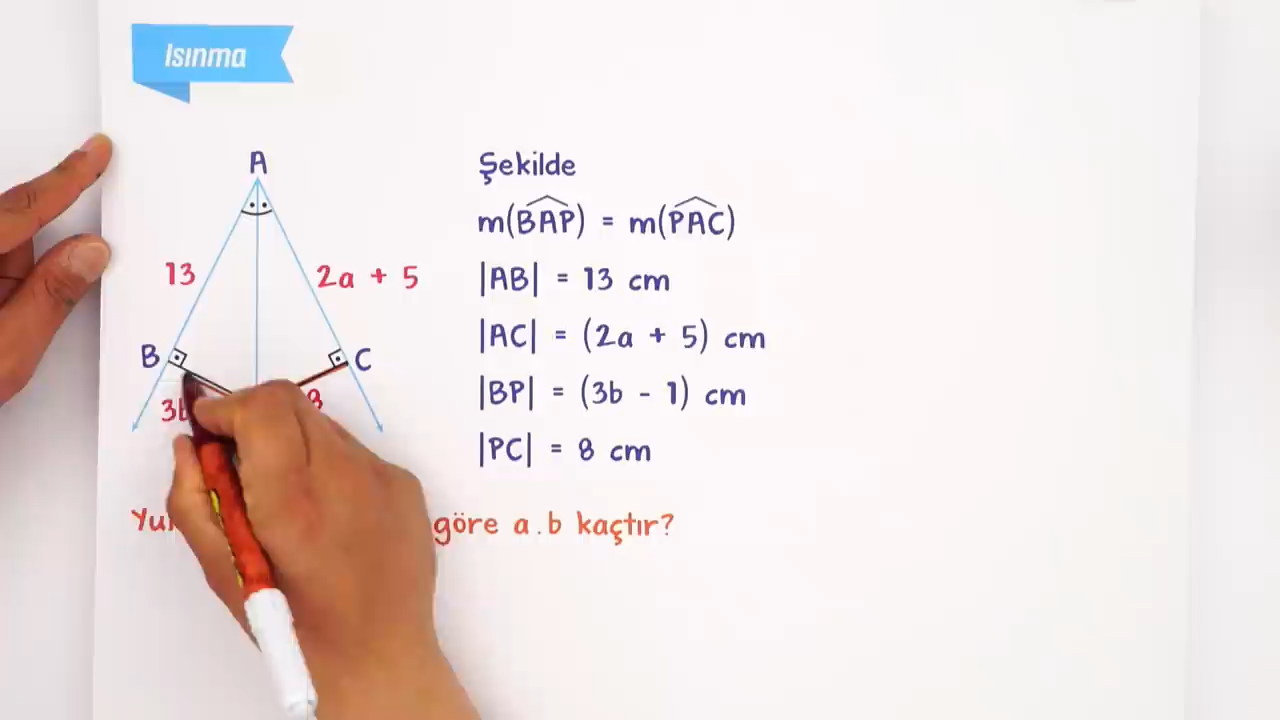 Isınma
A
13
2a + 5
B
C
8
Şekilde
m(BAP) = m(PAC)
|AB| = 13 cm
|AC| = (2a + 5) cm
|BP| = (3b - 1) cm
|PC| = 8 cm
göre a.b kaçtır?